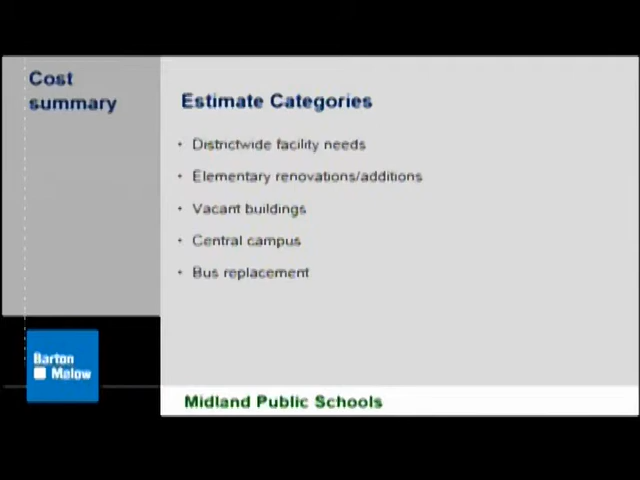 Cost
summary
Estimate Categories
• Districtwide facility needs
• Elementary renovations/additions
• Vacant buildings
• Central campus
• Bus replacement
Barton
Malow
Midland Public Schools